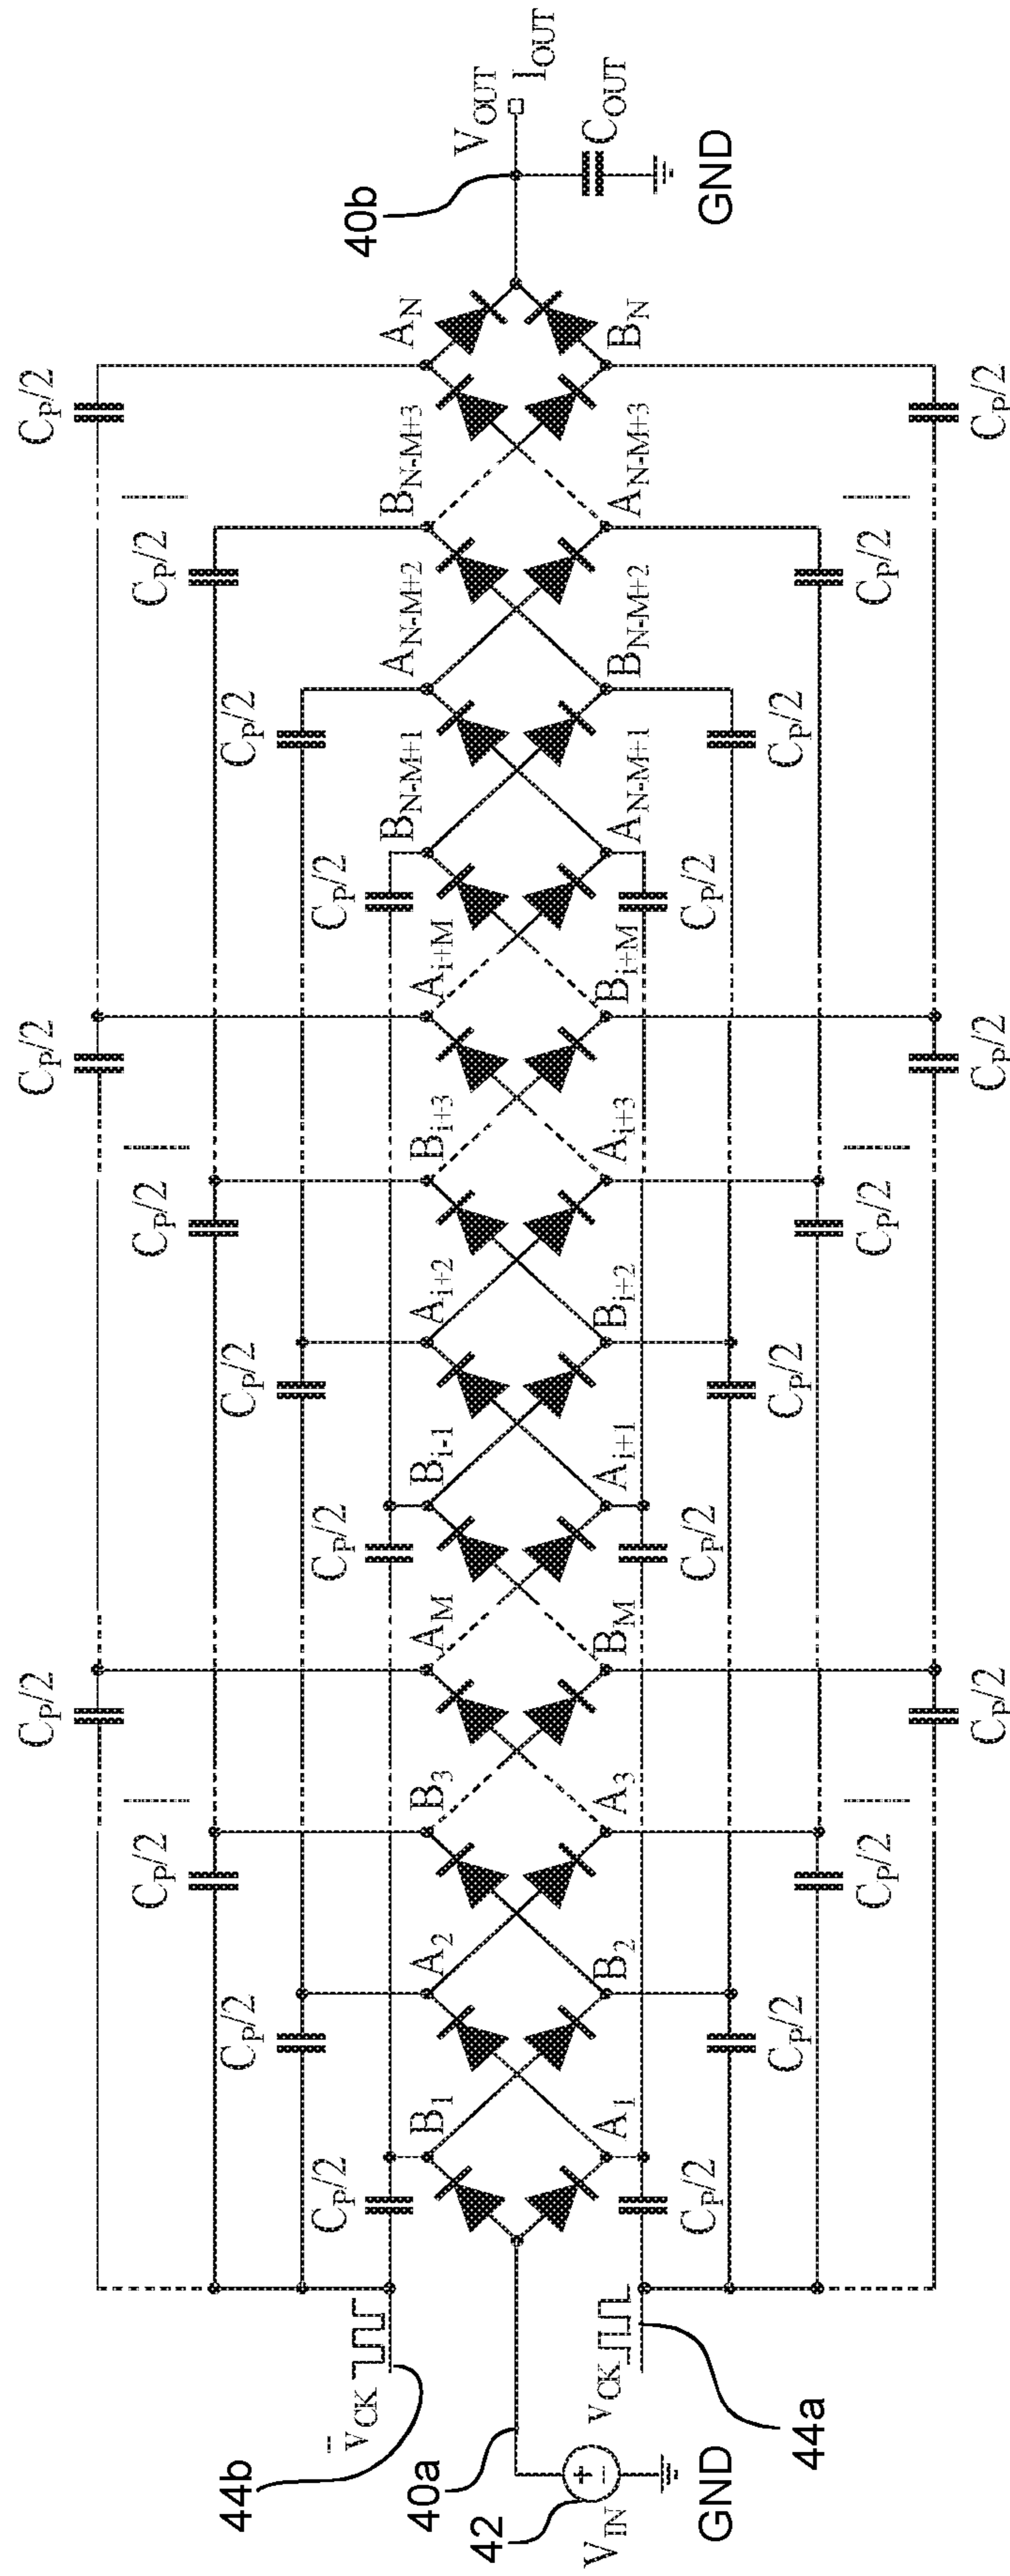 C_P/2
C_P/2
C_P/2
C_P/2
C_P/2
C_P/2
C_P/2
C_P/2
C_P/2
C_P/2
C_P/2
C_P/2
44b
V̄_CK
40b
B_1
A_2
B_3
A_M
B_i-1
A_i+2
B_i+3
A_i+M
B_N-M+1
A_N-M+2
B_N-M+3
A_N
40a
V_OUT
42
I_OUT
V_IN
V_CK
A_1
B_2
A_3
B_M
A_i+1
B_i+2
A_i+3
B_i+M
A_N-M+1
B_N-M+2
A_N-M+3
B_N
C_OUT
GND
C_P/2
C_P/2
C_P/2
GND
44a
C_P/2
C_P/2
C_P/2
C_P/2
C_P/2
C_P/2
C_P/2
C_P/2
C_P/2